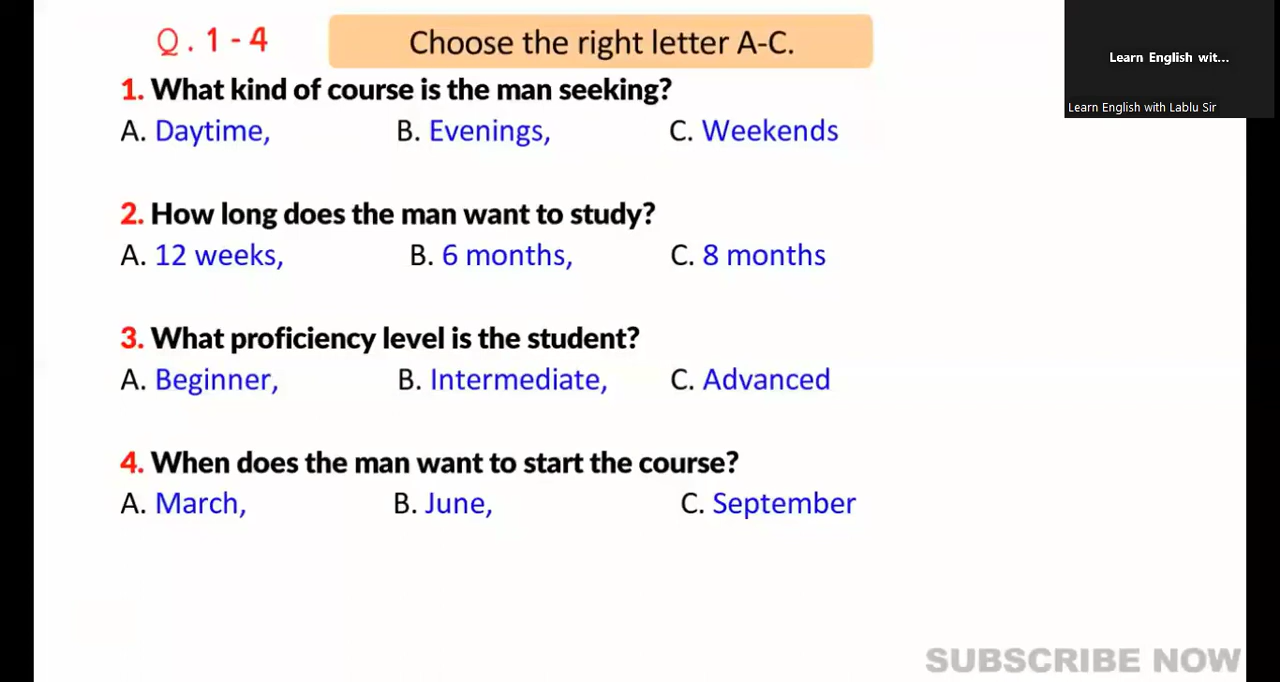 Q. 1 - 4
Choose the right letter A-C.
Learn English wit...
Learn English with Lablu Sir
1. What kind of course is the man seeking?
A. Daytime, B. Evenings, C. Weekends
2. How long does the man want to study?
A. 12 weeks, B. 6 months, C. 8 months
3. What proficiency level is the student?
A. Beginner, B. Intermediate, C. Advanced
4. When does the man want to start the course?
A. March, B. June, C. September
SUBSCRIBE NOW